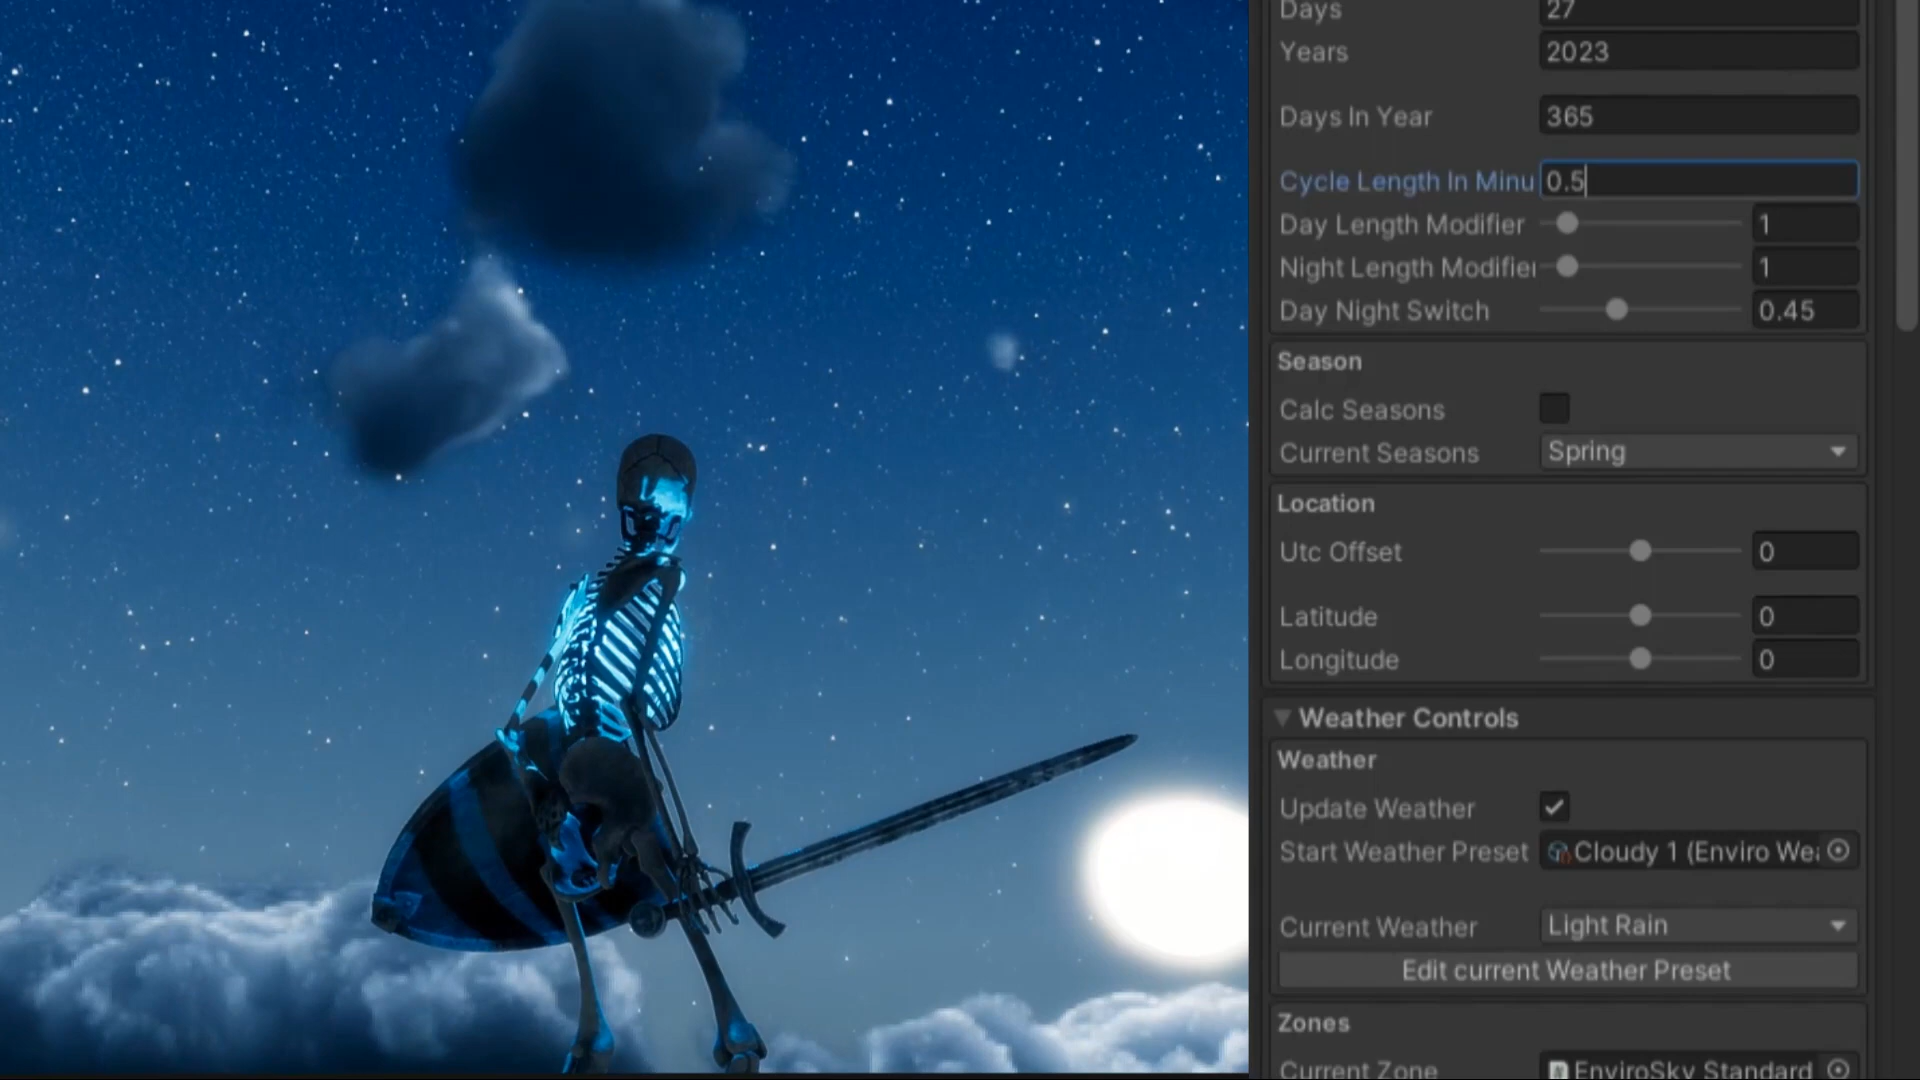 Days 27
Years 2023
Days In Year 365
Cycle Length In Minu 0.5
Day Length Modifier 1
Night Length Modifier 1
Day Night Switch 0.45
Season
Calc Seasons
Current Seasons Spring
Location
Utc Offset 0
Latitude 0
Longitude 0
Weather Controls
Weather
Update Weather
Start Weather Preset Cloudy 1 (Enviro Wea
Current Weather Light Rain
Edit current Weather Preset
Zones
Current Zone EnviroSky Standard